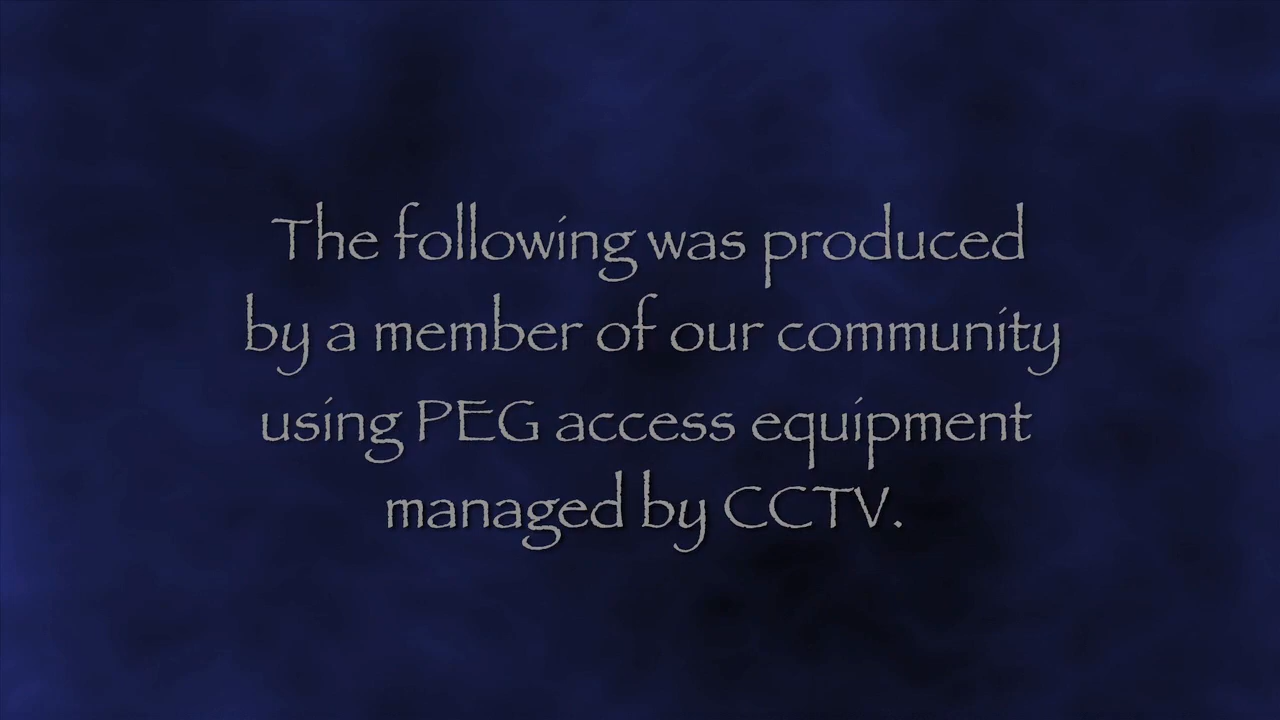 The following was produced
by a member of our community
using PEG access equipment
managed by CCTV.